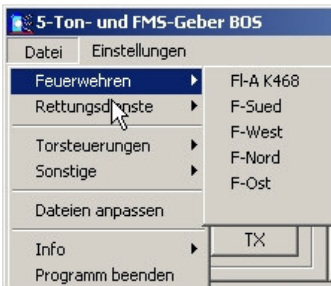 5-Ton- und FMS-Geber BOS
Datei Einstellungen
Feuerwehren
Rettungsdienste
Torsteuerungen
Sonstige
Dateien anpassen
Info
Programm beenden
Fl-A K468
F-Sued
F-West
F-Nord
F-Ost
TX